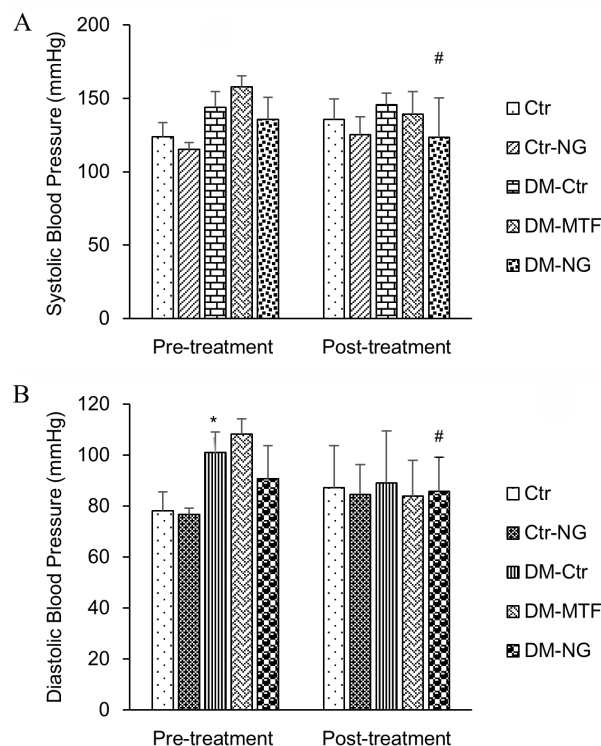 A
Systolic Blood Pressure (mmHg)
200
150
100
50
0
#
Pre-treatment
Post-treatment
Ctr
Ctr-NG
DM-Ctr
DM-MTF
DM-NG
B
Diastolic Blood Pressure (mmHg)
120
100
80
60
40
20
0
*
#
Pre-treatment
Post-treatment
Ctr
Ctr-NG
DM-Ctr
DM-MTF
DM-NG